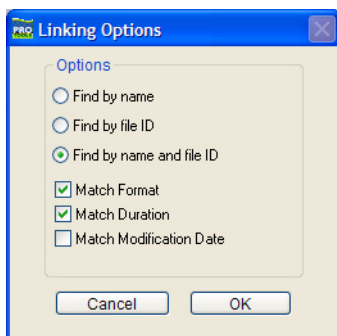 PRO
Linking Options
Options
Find by name
Find by file ID
Find by name and file ID
Match Format
Match Duration
Match Modification Date
Cancel
OK